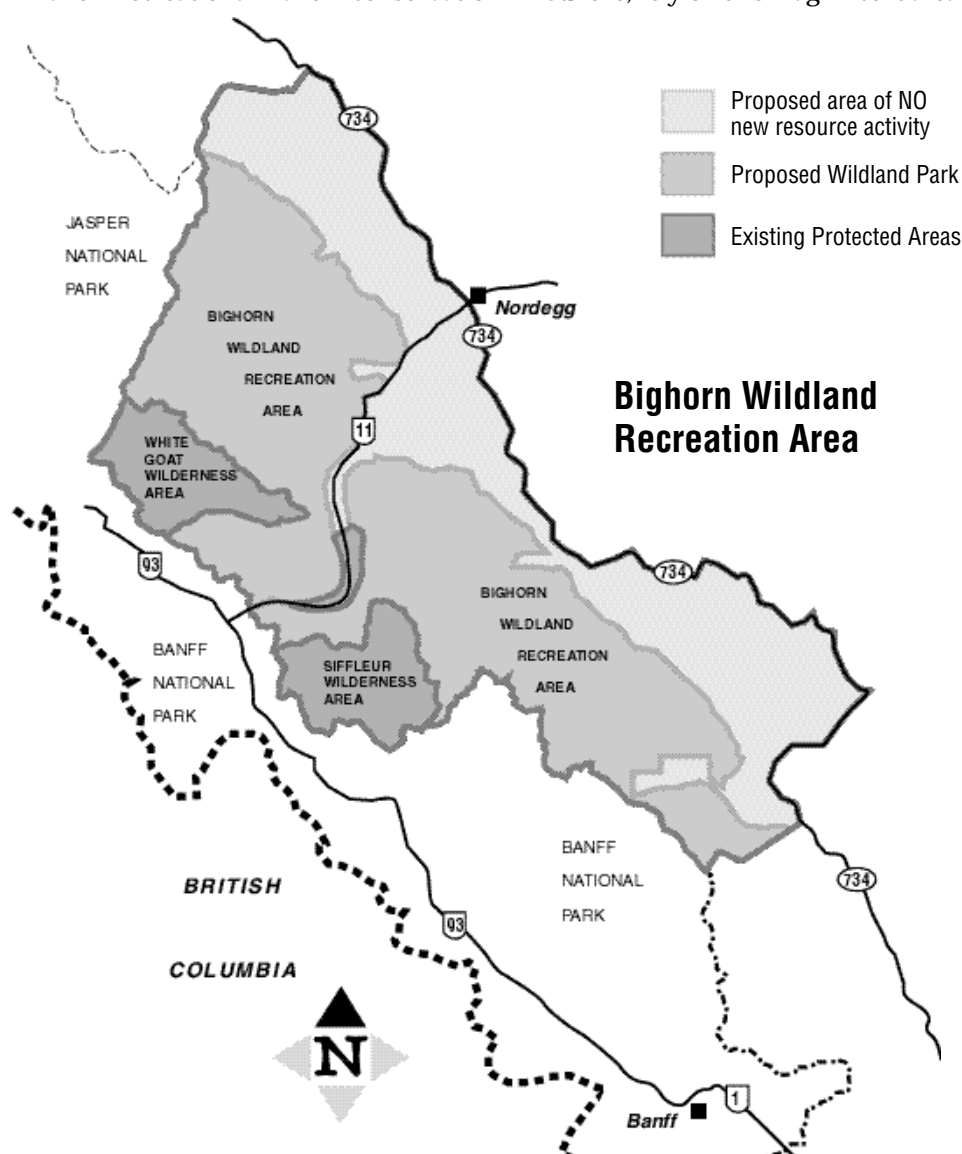 734
Proposed area of NO
new resource activity
Proposed Wildland Park
Existing Protected Areas
JASPER
NATIONAL
PARK
Nordegg
734
BIGHORN
WILDLAND
RECREATION
AREA
Bighorn Wildland
Recreation Area
11
WHITE
GOAT
WILDERNESS
AREA
93
734
BIGHORN
WILDLAND
RECREATION
AREA
BANFF
NATIONAL
PARK
SIFFLEUR
WILDERNESS
AREA
BANFF
NATIONAL
PARK
734
BRITISH
COLUMBIA
93
N
Banff
1